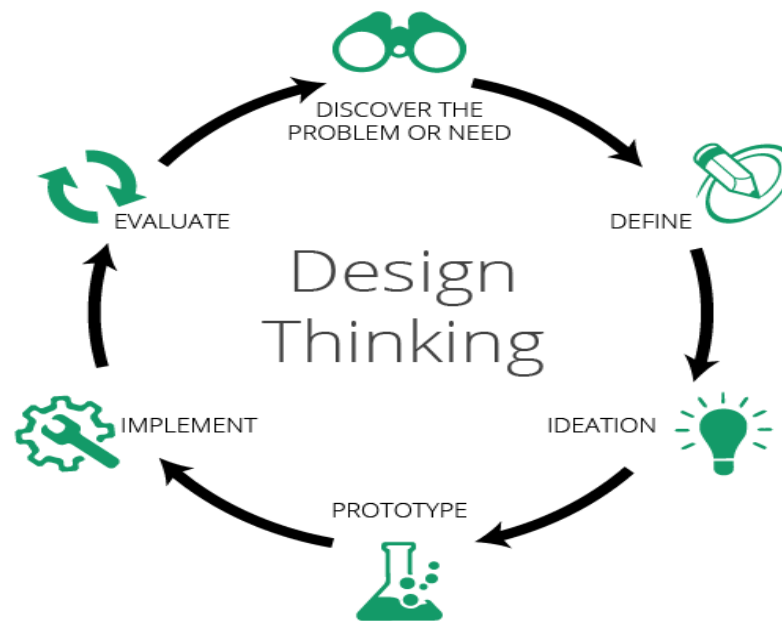 DISCOVER THE
PROBLEM OR NEED
EVALUATE
DEFINE
Design
Thinking
IMPLEMENT
IDEATION
PROTOTYPE